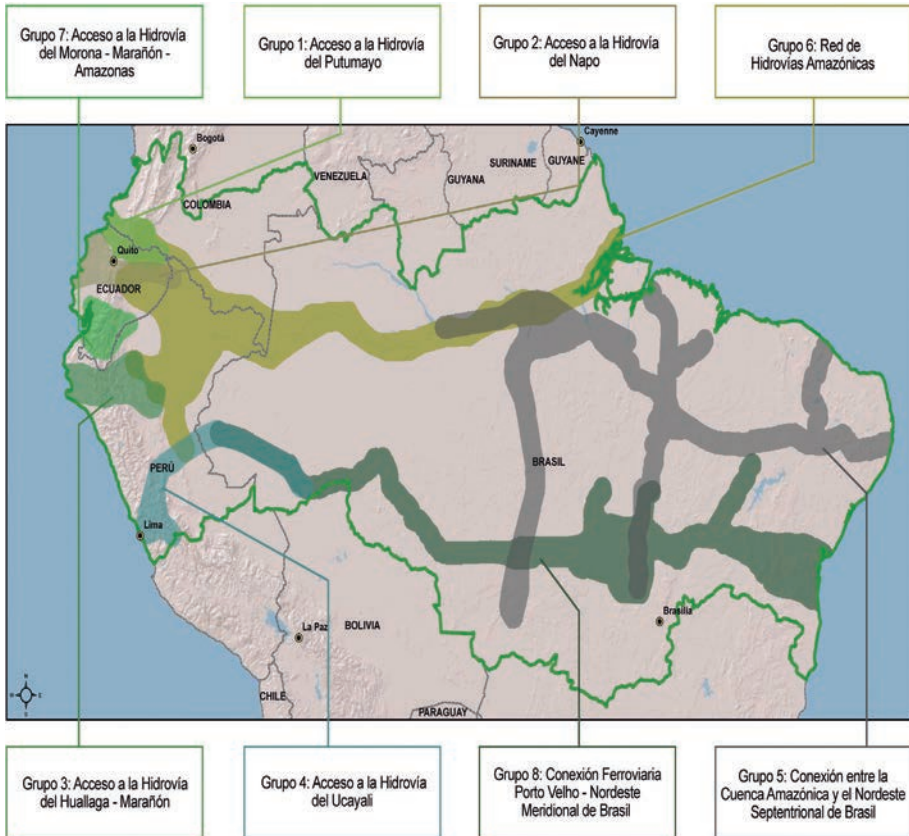 Grupo 7: Acceso a la Hidrovía
del Morona - Marañón -
Amazonas
Grupo 1: Acceso a la Hidrovía
del Putumayo
Grupo 2: Acceso a la Hidrovía
del Napo
Grupo 6: Red de
Hidrovías Amazónicas
Bogotá
Cayenne
VENEZUELA
SURINAME
GUYANE
GUYANA
COLOMBIA
Quito
ECUADOR
PERÚ
BRASIL
Lima
Brasilia
La Paz
BOLIVIA
CHILE
PARAGUAY
N
O
E
S
Grupo 3: Acceso a la Hidrovía
del Huallaga - Marañón
Grupo 4: Acceso a la Hidrovía
del Ucayali
Grupo 8: Conexión Ferroviaria
Porto Velho - Nordeste
Meridional de Brasil
Grupo 5: Conexión entre la
Cuenca Amazónica y el Nordeste
Septentrional de Brasil